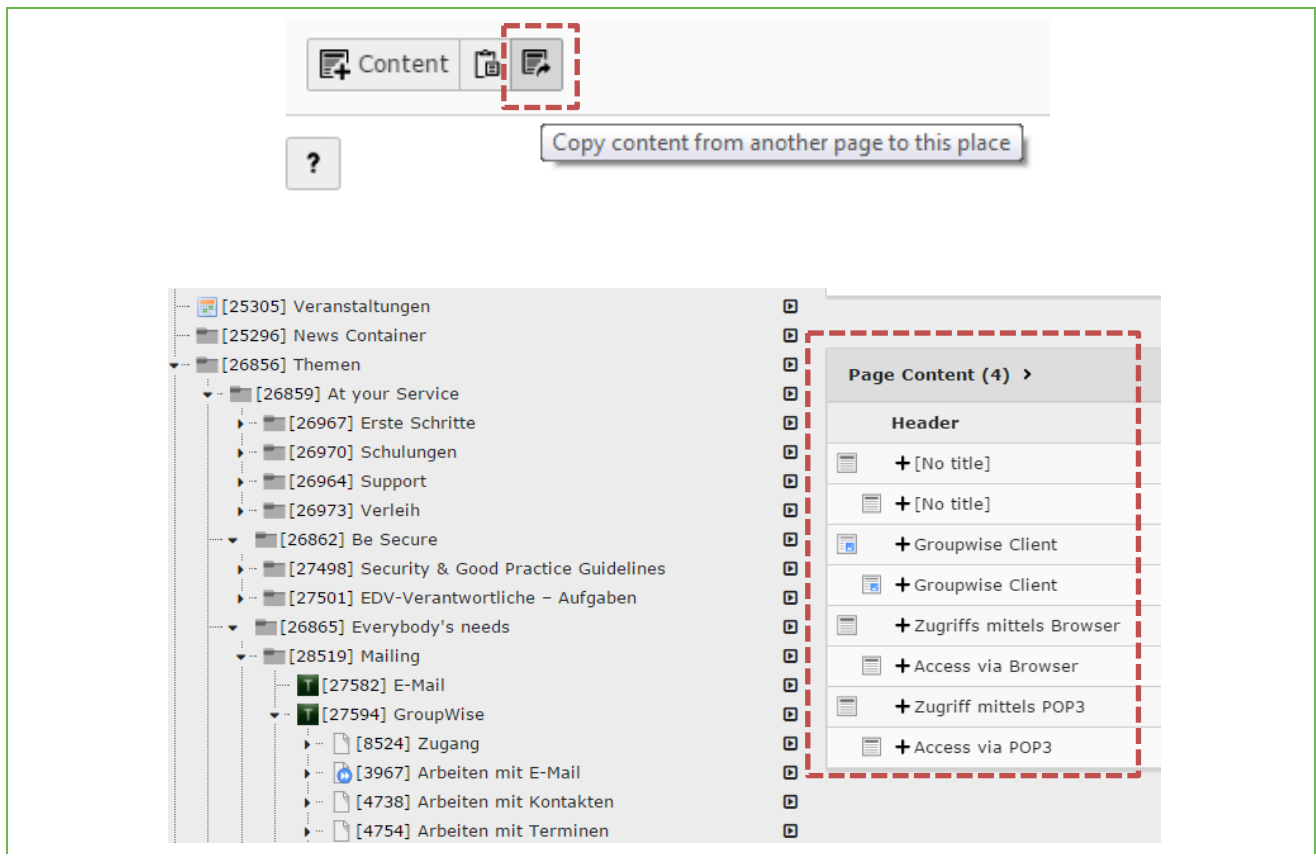 Content
Copy content from another page to this place
?
[25305] Veranstaltungen
[25296] News Container
[26856] Themen
[26859] At your Service
[26967] Erste Schritte
[26970] Schulungen
[26964] Support
[26973] Verleih
[26862] Be Secure
[27498] Security & Good Practice Guidelines
[27501] EDV-Verantwortliche – Aufgaben
[26865] Everybody's needs
[28519] Mailing
T [27582] E-Mail
T [27594] GroupWise
[8524] Zugang
[3967] Arbeiten mit E-Mail
[4738] Arbeiten mit Kontakten
[4754] Arbeiten mit Terminen
Page Content (4)
Header
[No title]
[No title]
Groupwise Client
Groupwise Client
Zugriffs mittels Browser
Access via Browser
Zugriff mittels POP3
Access via POP3